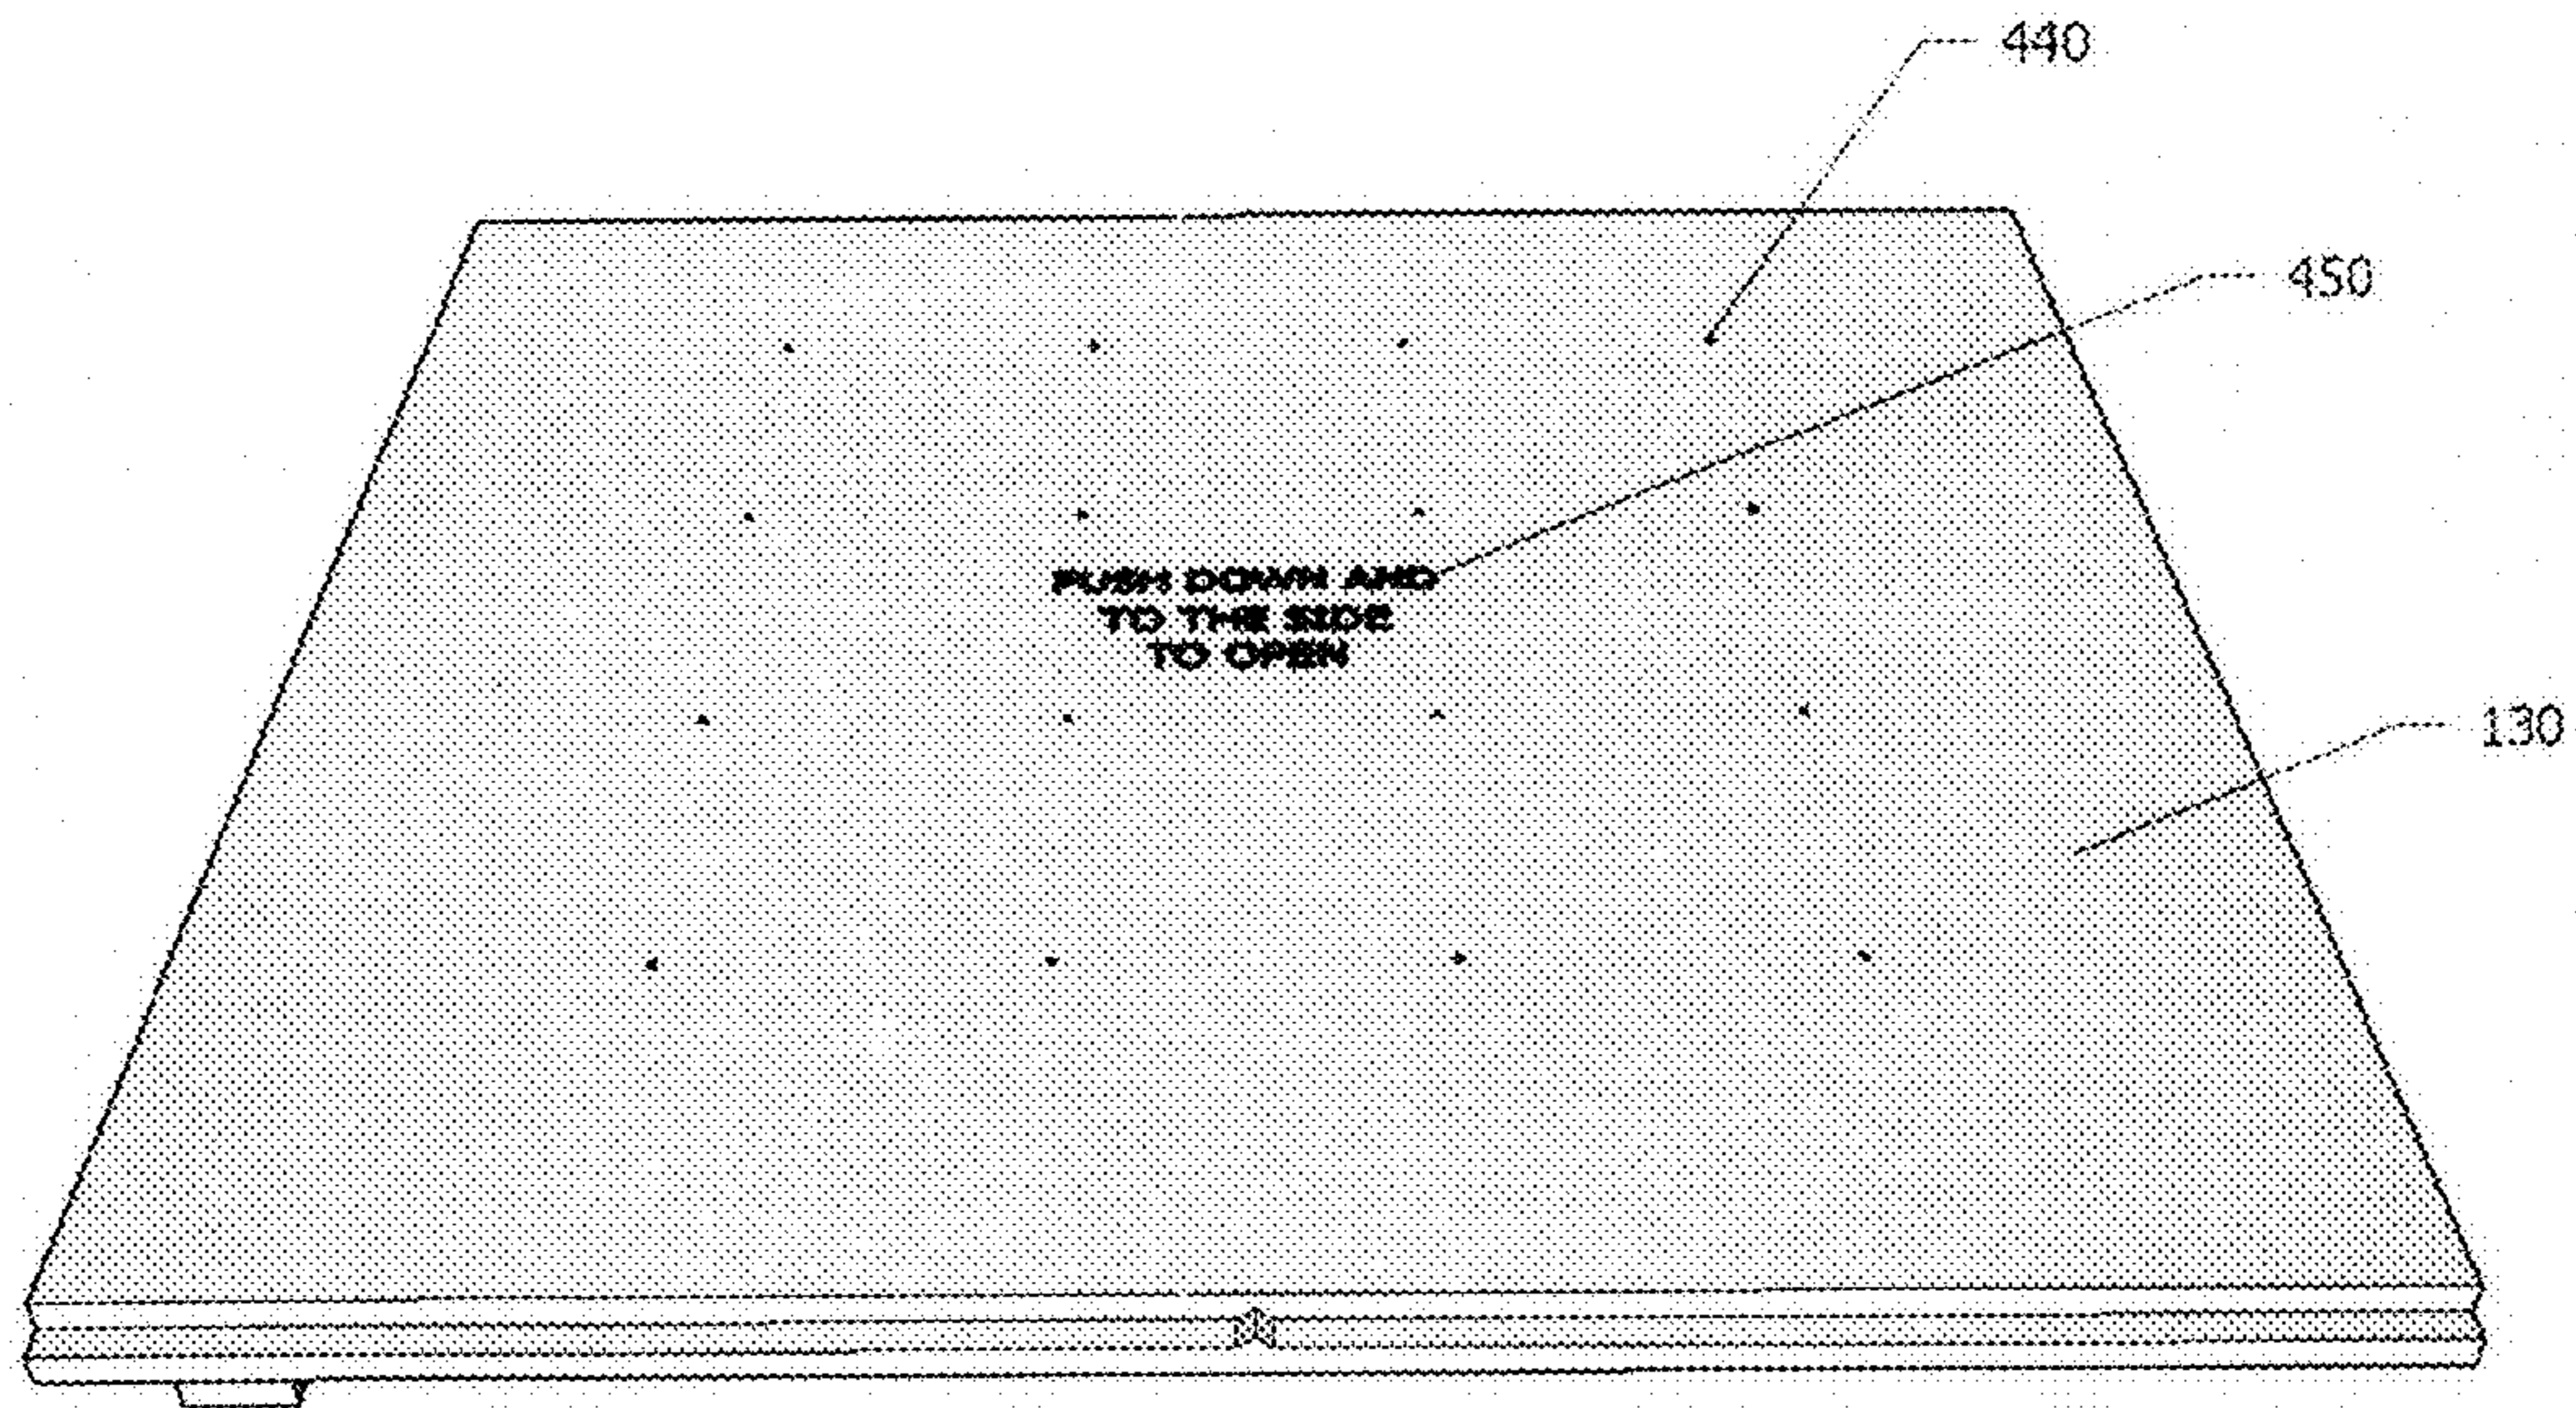 440
450
PUSH DOWN AND
TO THE SIDE
TO OPEN
130